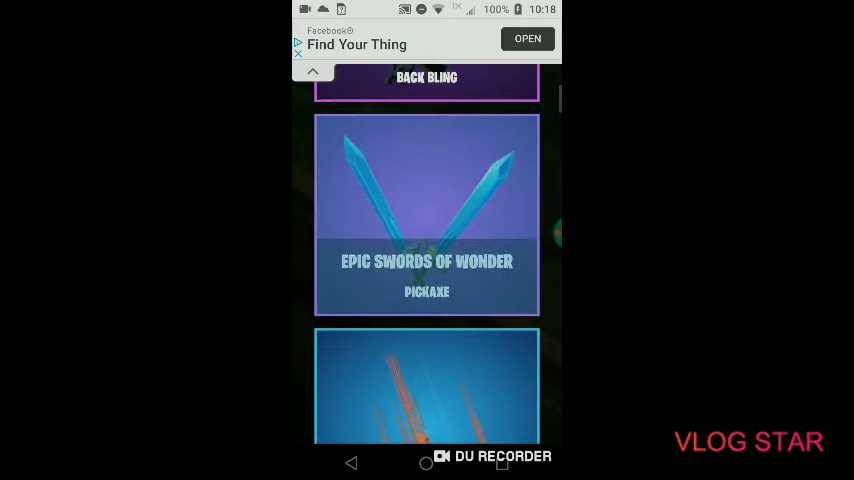 TX 100% 10:18
Facebook®
Find Your Thing
OPEN
BACK BLING
EPIC SWORDS OF WONDER
PICKAXE
VLOG STAR
DU RECORDER